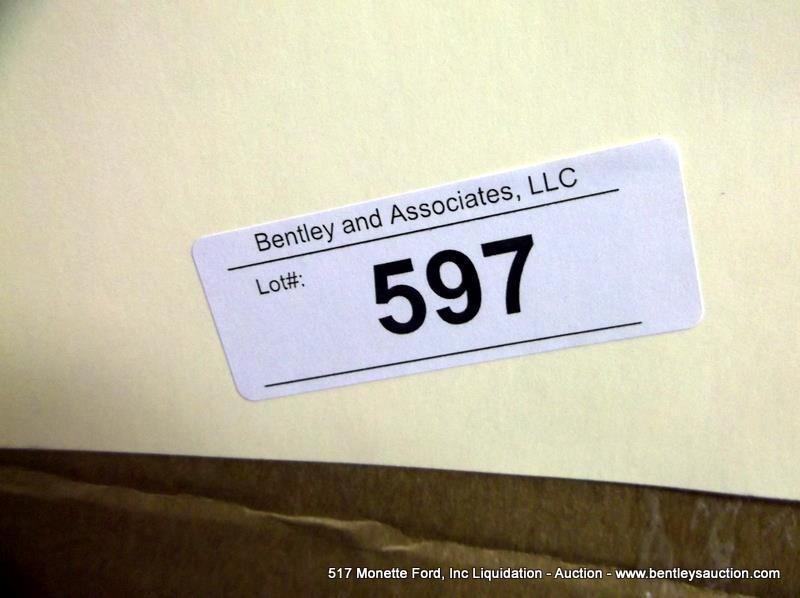 Bentley and Associates, LLC
Lot#:
597
517 Monette Ford, Inc Liquidation - Auction - www.bentleysauction.com